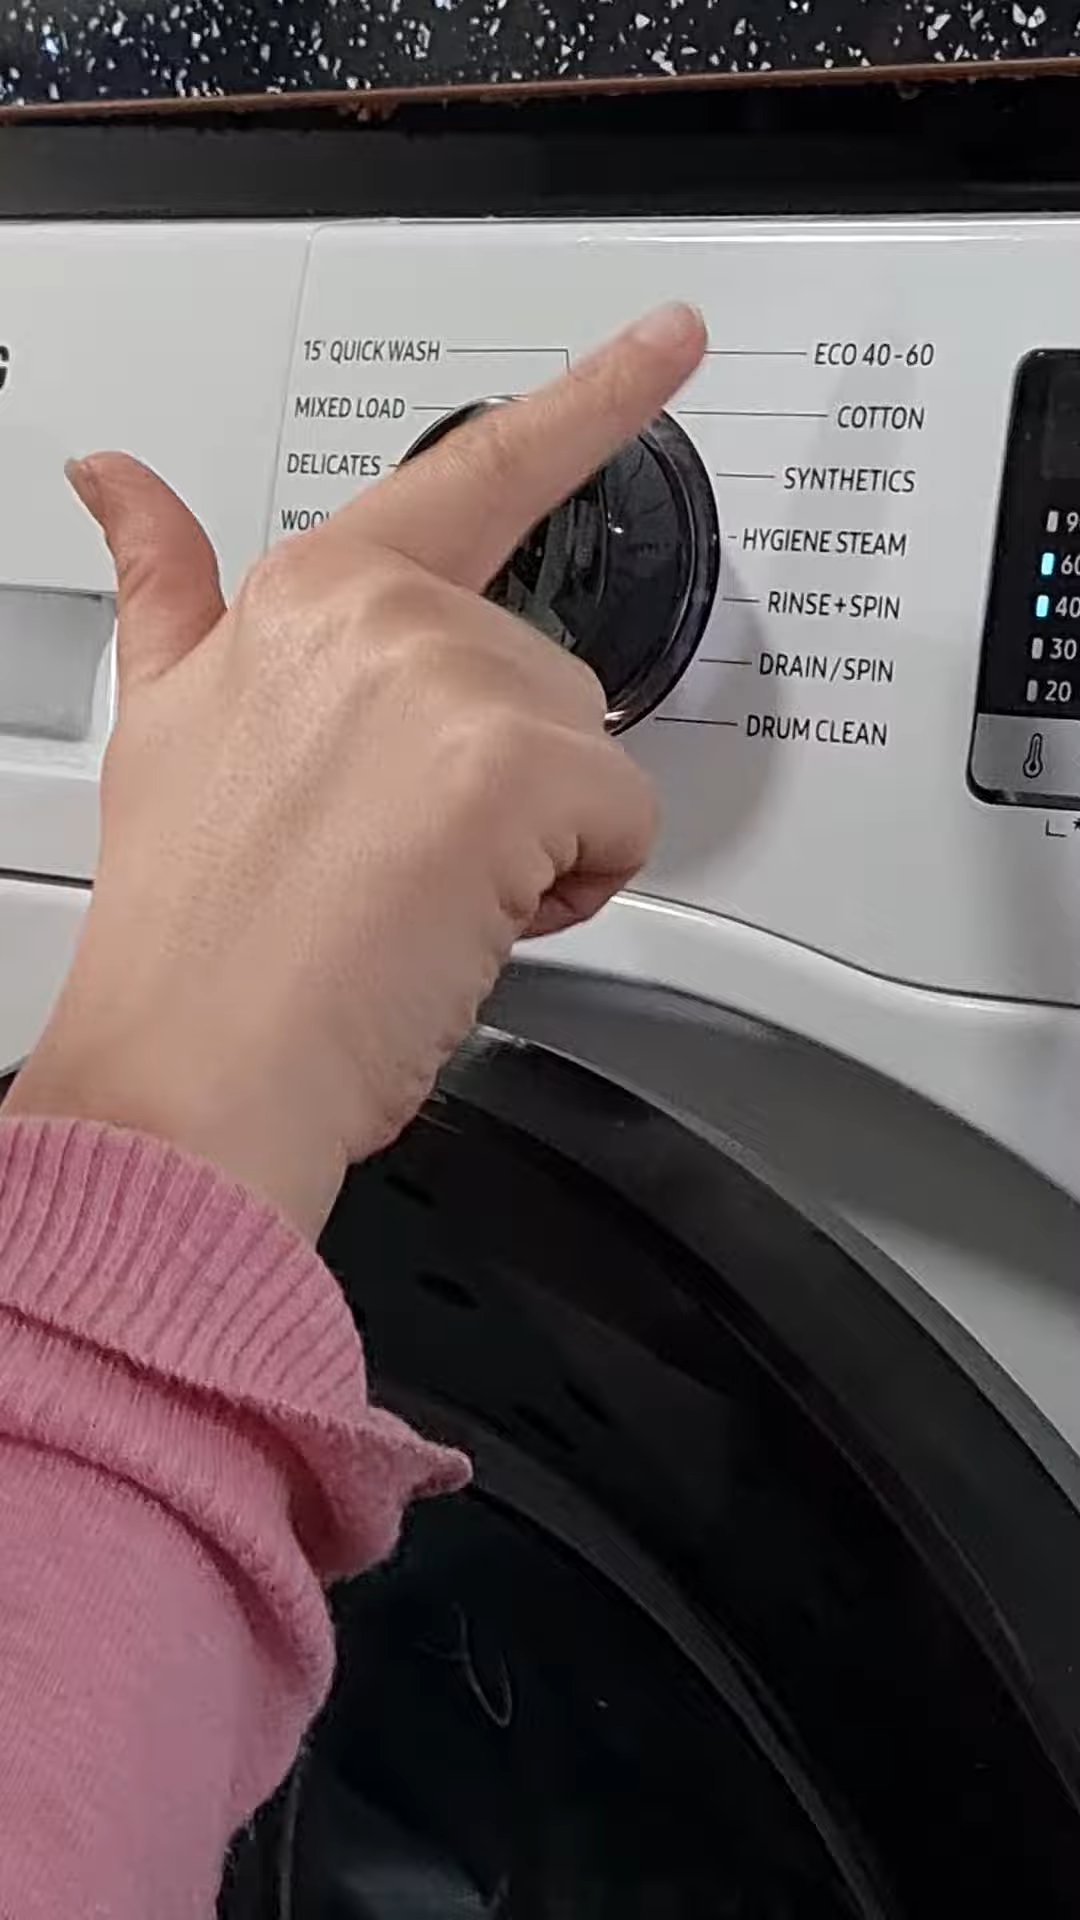 15' QUICK WASH
MIXED LOAD
DELICATES
ECO 40-60
COTTON
SYNTHETICS
HYGIENE STEAM
RINSE+SPIN
DRAIN/SPIN
DRUM CLEAN
60
40
30
20